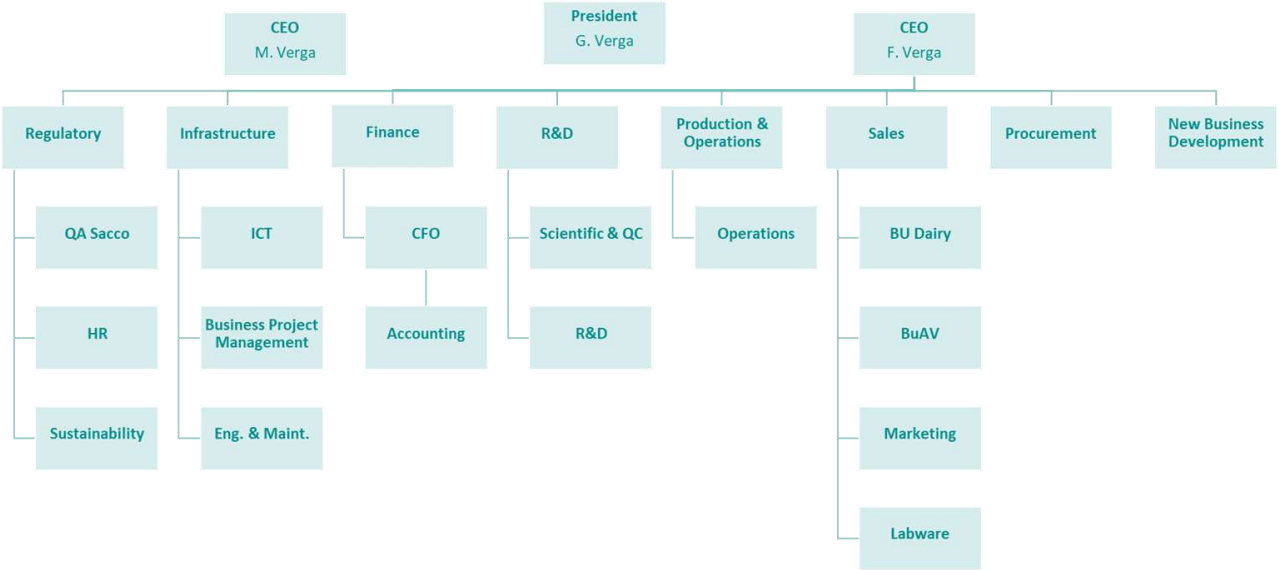 CEO
M. Verga
President
G. Verga
CEO
F. Verga
Regulatory
Infrastructure
Finance
R&D
Production &
Operations
Sales
Procurement
New Business
Development
QA Sacco
ICT
CFO
Scientific & QC
Operations
BU Dairy
HR
Business Project
Management
Accounting
R&D
BuAV
Sustainability
Eng. & Maint.
Marketing
Labware